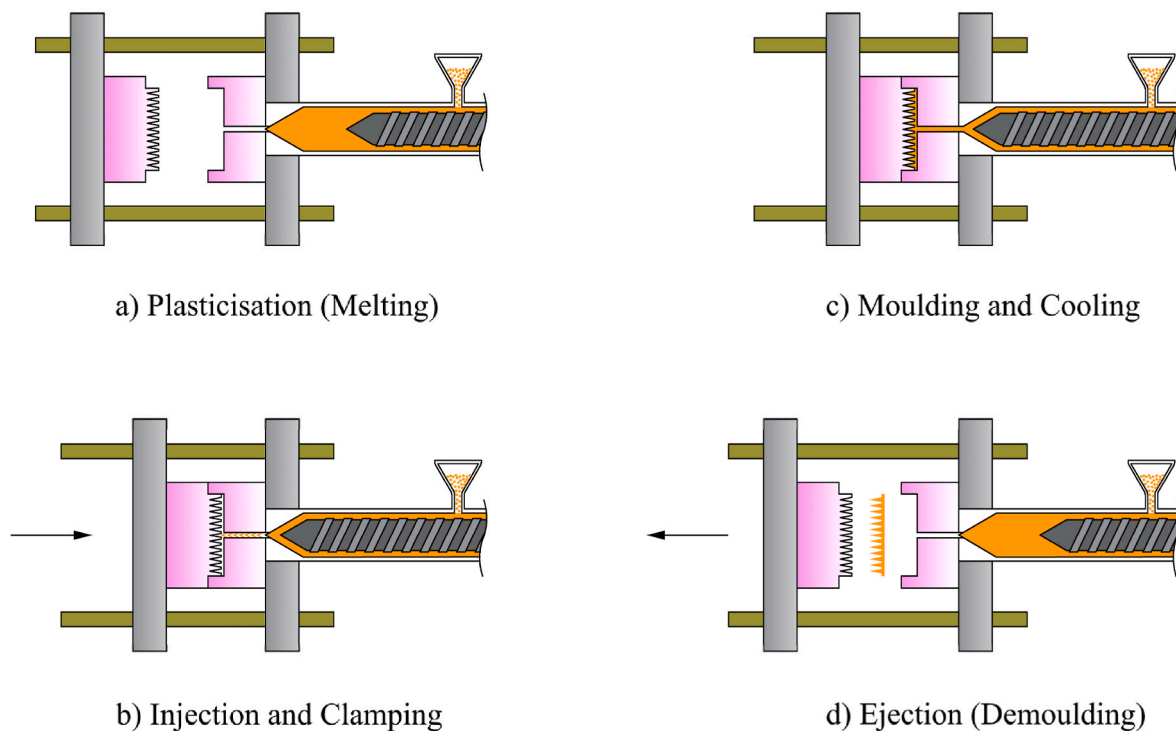 a) Plasticisation (Melting)
c) Moulding and Cooling
b) Injection and Clamping
d) Ejection (Demoulding)